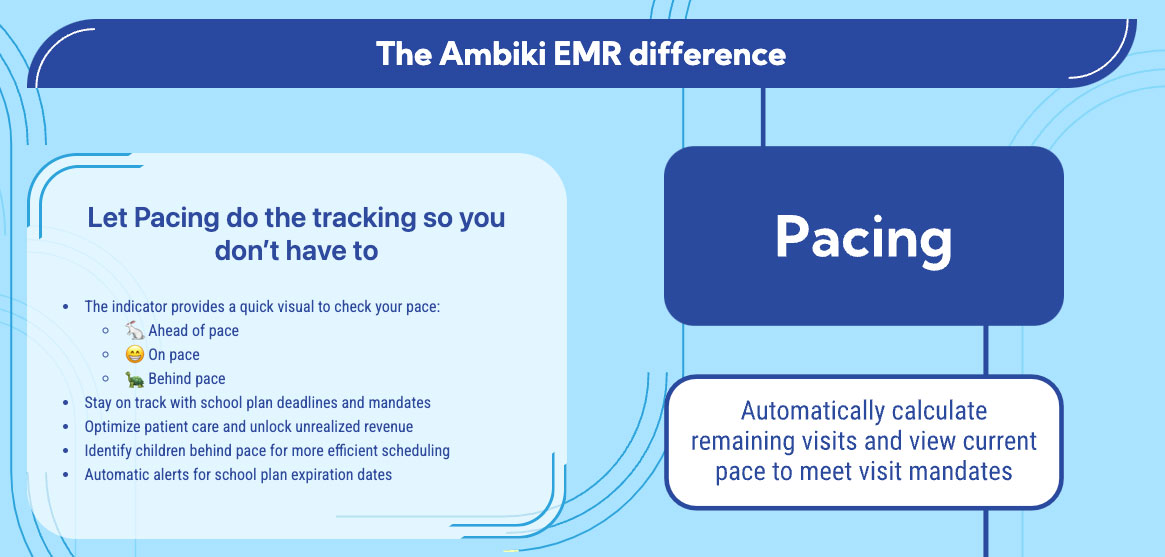 The Ambiki EMR difference
Let Pacing do the tracking so you
don't have to
• The indicator provides a quick visual to check your pace:
◦ 🐇 Ahead of pace
◦ 😁 On pace
◦ 🐢 Behind pace
• Stay on track with school plan deadlines and mandates
• Optimize patient care and unlock unrealized revenue
• Identify children behind pace for more efficient scheduling
• Automatic alerts for school plan expiration dates
Pacing
Automatically calculate
remaining visits and view current
pace to meet visit mandates